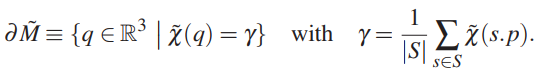 ∂M̃ ≡ {q ∈ ℝ³ | χ̃(q) = γ} with γ = 1/|S| ∑_{s∈S} χ̃(s.p).